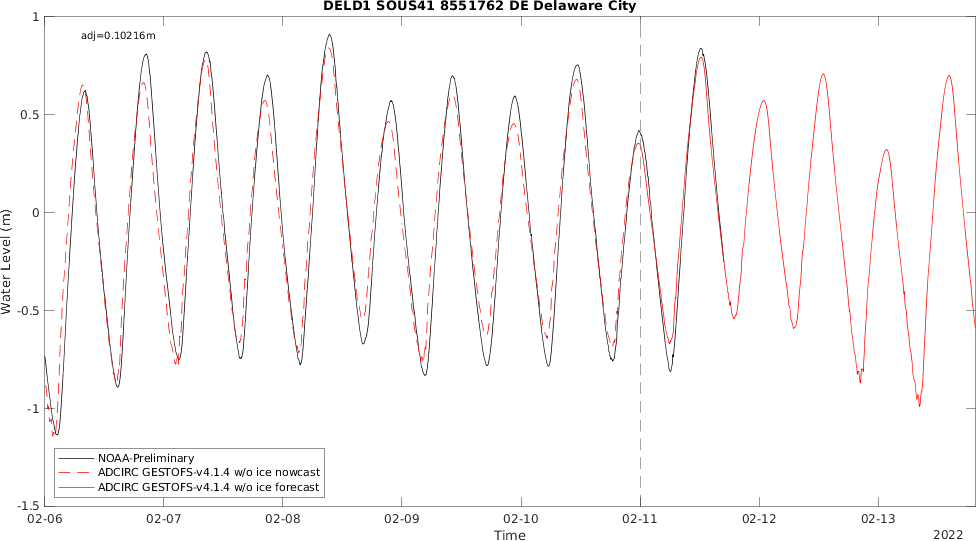 DELD1 SOUS41 8551762 DE Delaware City
adj=0.10216m
1
0.5
0
-0.5
-1
-1.5
Water Level (m)
NOAA-Preliminary
ADCIRC GESTOFS-v4.1.4 w/o ice nowcast
ADCIRC GESTOFS-v4.1.4 w/o ice forecast
02-06 02-07 02-08 02-09 02-10 02-11 02-12 02-13
Time
2022